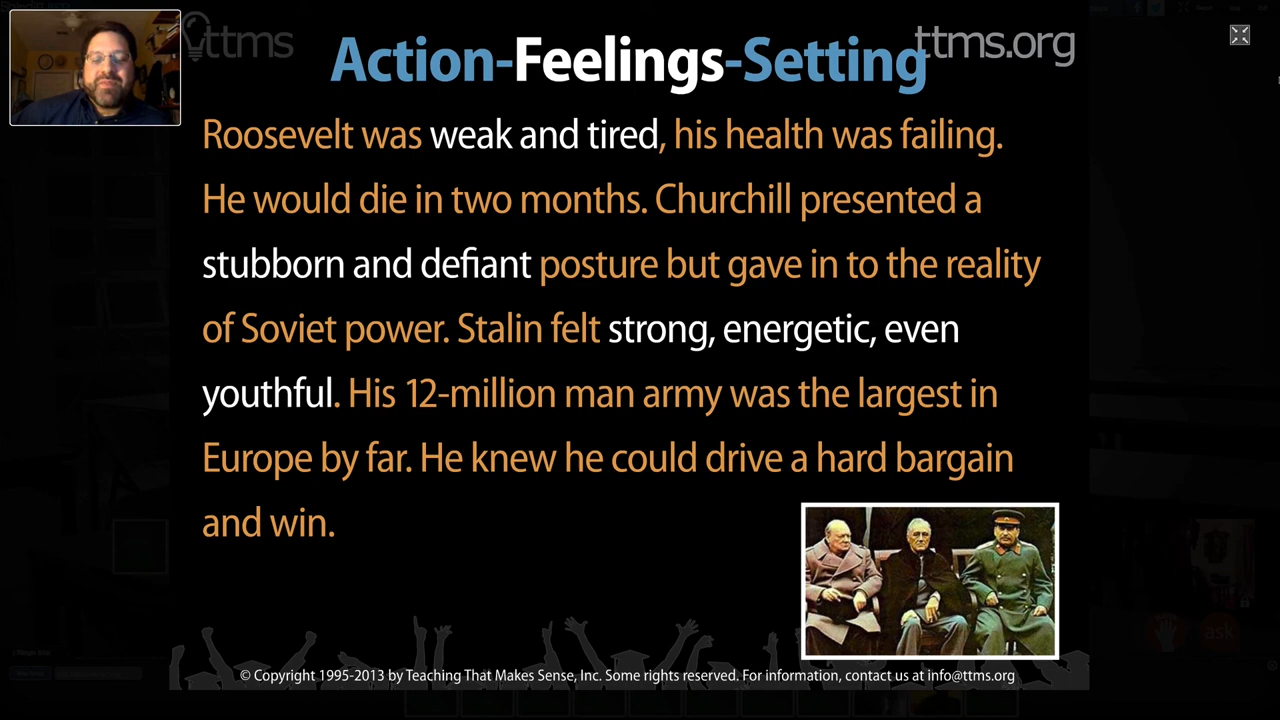 ttms
ttms.org
Action-Feelings-Setting
Roosevelt was weak and tired, his health was failing.
He would die in two months. Churchill presented a
stubborn and defiant posture but gave in to the reality
of Soviet power. Stalin felt strong, energetic, even
youthful. His 12-million man army was the largest in
Europe by far. He knew he could drive a hard bargain
and win.
ask
© Copyright 1995-2013 by Teaching That Makes Sense, Inc. Some rights reserved. For information, contact us at info@ttms.org